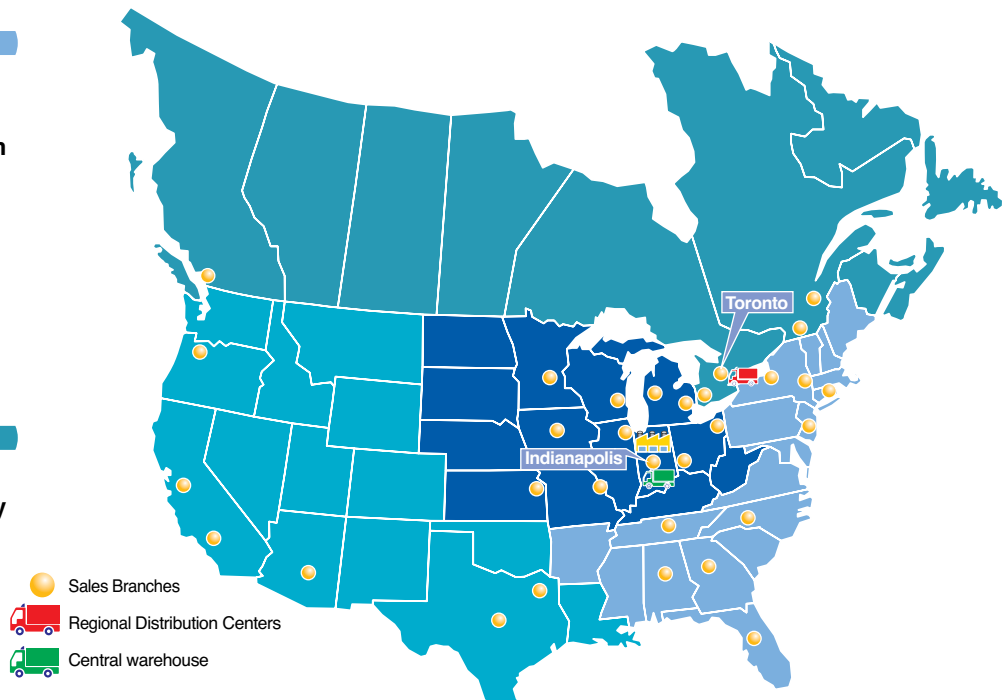 n
Toronto
Indianapolis
y
Sales Branches
Regional Distribution Centers
Central warehouse